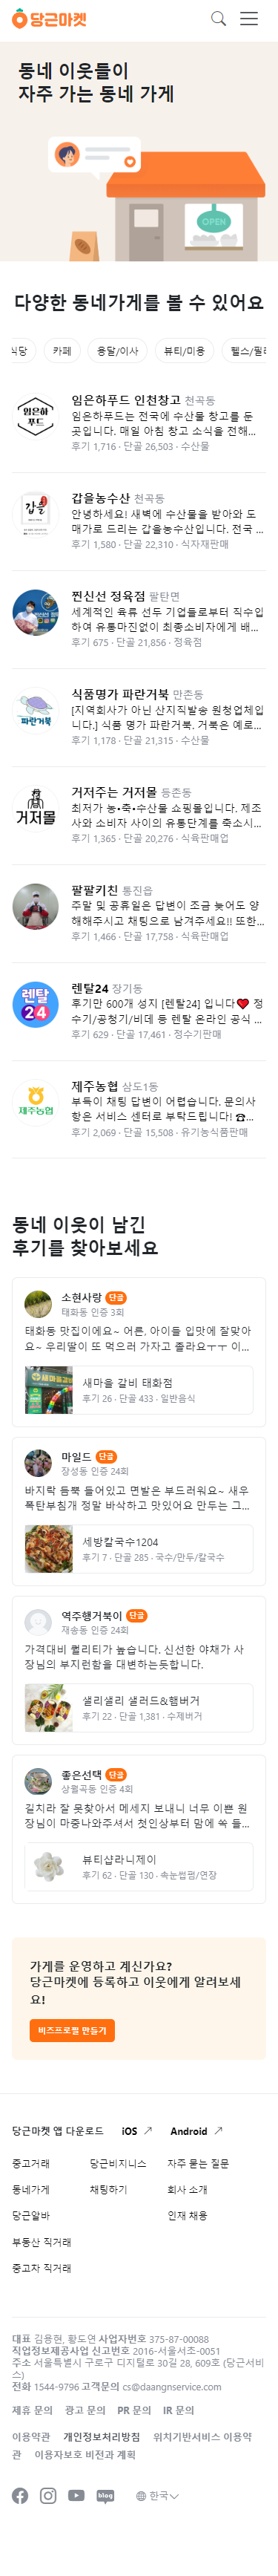 당근마켓
동네 이웃들이
자주 가는 동네 가게
OPEN
다양한 동네가게를 볼 수 있어요
식당 카페 용달/이사 뷰티/미용 헬스/필라
임은하푸드 인천창고 천곡동
임은하푸드는 전국에 수산물 창고를 둔
곳입니다. 매일 아침 창고 소식을 전해...
후기 1,716 · 단골 26,503 · 수산물
갑을농수산 천곡동
안녕하세요! 새벽에 수산물을 받아와 도
매가로 드리는 갑을농수산입니다. 전국 ...
후기 1,580 · 단골 22,310 · 식자재판매
찐신선 정육점 팔탄면
세계적인 육류 선두 기업들로부터 직수입
하여 유통마진없이 최종소비자에게 배...
후기 675 · 단골 21,856 · 정육점
식품명가 파란거북 만촌동
[지역회사가 아닌 산지직발송 원청업체입
니다.] 식품 명가 파란거북. 거북은 예로...
후기 1,178 · 단골 21,315 · 수산물
거저주는 거저몰 둥촌동
최저가 농•축•수산물 쇼핑몰입니다. 제조
사와 소비자 사이의 유통단계를 축소시...
후기 1,365 · 단골 20,276 · 식육판매업
팔팔키친 통진읍
주말 및 공휴일은 답변이 조금 늦어도 양
해해주시고 채팅으로 남겨주세요!! 또한...
후기 1,466 · 단골 17,758 · 식육판매업
렌탈24 장기동
후기만 600개 성지 [렌탈24] 입니다❤️ 정
수기/공청기/비데 등 렌탈 온라인 공식 ...
후기 629 · 단골 17,461 · 정수기판매
제주농협 삼도1동
부득이 채팅 답변이 어렵습니다. 문의사
항은 서비스 센터로 부탁드립니다! ☎...
후기 2,069 · 단골 15,508 · 유기농식품판매
동네 이웃이 남긴
후기를 찾아보세요
소현사랑 단골
태화동 인증 3회
태화동 맛집이에요~ 어른, 아이들 입맛에 잘맞아
요~ 우리딸이 또 먹으러 가자고 졸라요ㅜㅜ 이...
새마을 갈비 태화점
후기 26 · 단골 433 · 일반음식
마일드 단골
장성동 인증 24회
바지락 듬뿍 들어있고 면발은 부드러워요~ 새우
폭탄부침개 정말 바삭하고 맛있어요 만두는 그...
세방칼국수1204
후기 7 · 단골 285 · 국수/만두/칼국수
역주행거북이 단골
재송동 인증 24회
가격대비 퀄리티가 높습니다. 신선한 야채가 사
장님의 부지런함을 대변하는듯합니다.
샐리샐리 샐러드&햄버거
후기 22 · 단골 1,381 · 수제버거
좋은선택 단골
상월곡동 인증 4회
길치라 잘 못찾아서 메세지 보내니 너무 이쁜 원
장님이 마중나와주셔서 첫인상부터 맘에 쏙 들...
뷰티샵라니제이
후기 62 · 단골 130 · 속눈썹펌/연장
가게를 운영하고 계신가요?
당근마켓에 등록하고 이웃에게 알려보세
요!
비즈프로필 만들기
당근마켓 앱 다운로드 iOS ↗ Android ↗
중고거래 당근비지니스 자주 묻는 질문
동네가게 채팅하기 회사 소개
당근알바 인재 채용
부동산 직거래
중고차 직거래
대표 김용현, 황도연 사업자번호 375-87-00088
직업정보제공사업 신고번호 2016-서울서초-0051
주소 서울특별시 구로구 디지털로 30길 28, 609호 (당근서비
스)
전화 1544-9796 고객문의 cs@daangnservice.com
제휴 문의 광고 문의 PR 문의 IR 문의
이용약관 개인정보처리방침 위치기반서비스 이용약
관 이용자보호 비전과 계획
blog 한국